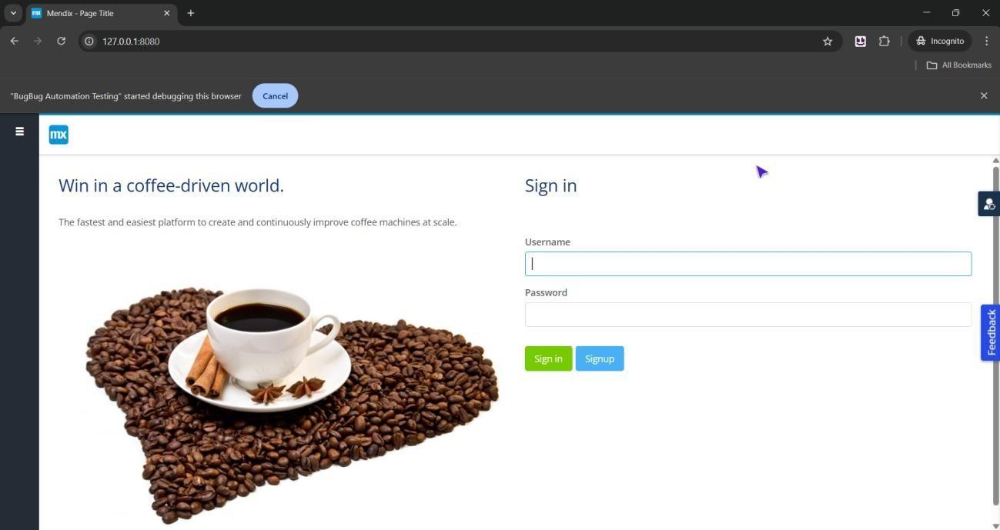 mx Mendix - Page Title
127.0.0.1:8080
Incognito
All Bookmarks
"BugBug Automation Testing" started debugging this browser
Cancel
mx
Win in a coffee-driven world.
Sign in
The fastest and easiest platform to create and continuously improve coffee machines at scale.
Username
Password
Feedback
Sign in
Signup